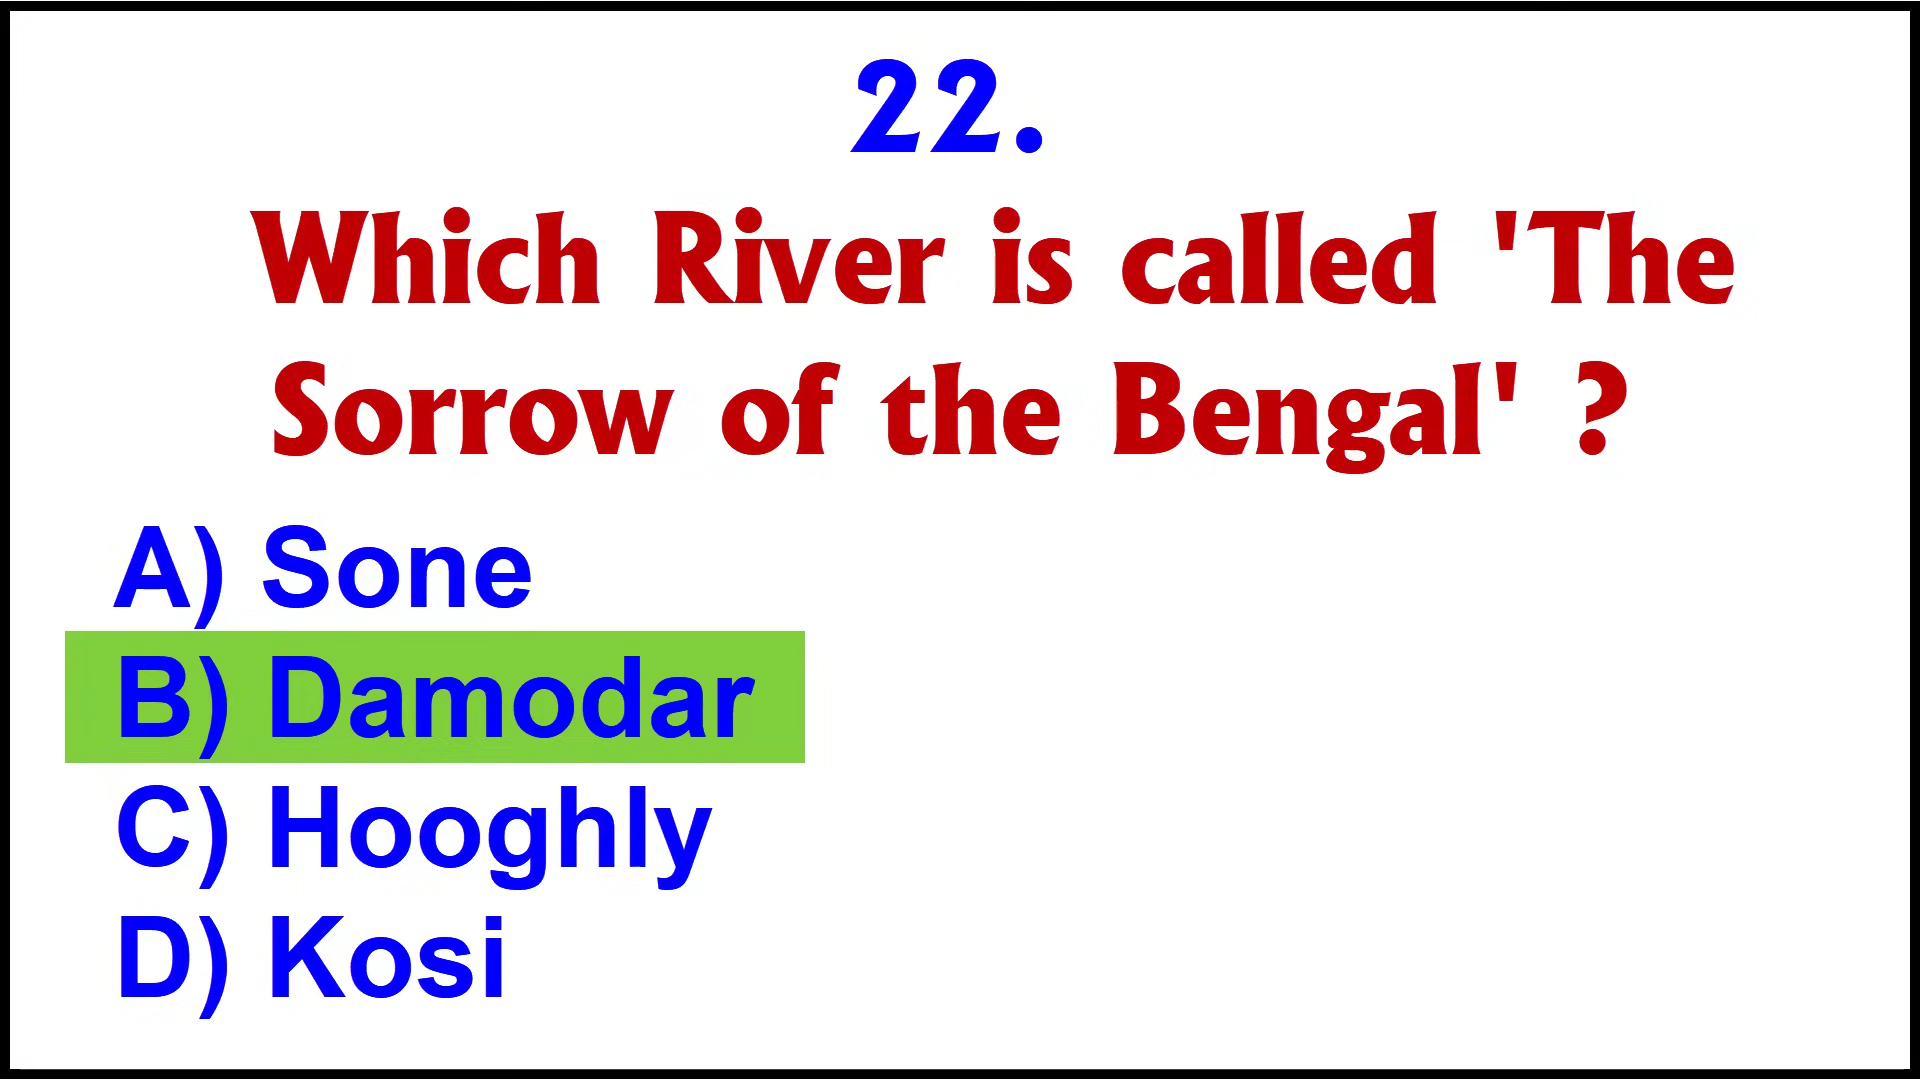 22.
Which River is called 'The
Sorrow of the Bengal' ?
A) Sone
B) Damodar
C) Hooghly
D) Kosi